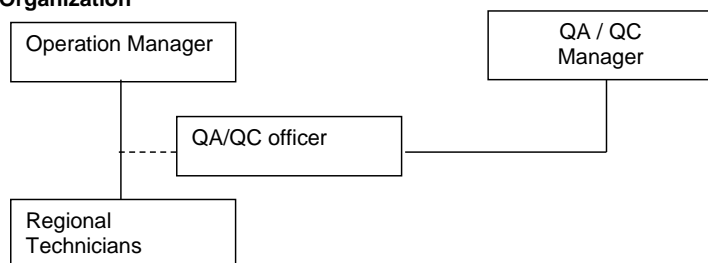 Organization
Operation Manager
QA / QC
Manager
QA/QC officer
Regional
Technicians